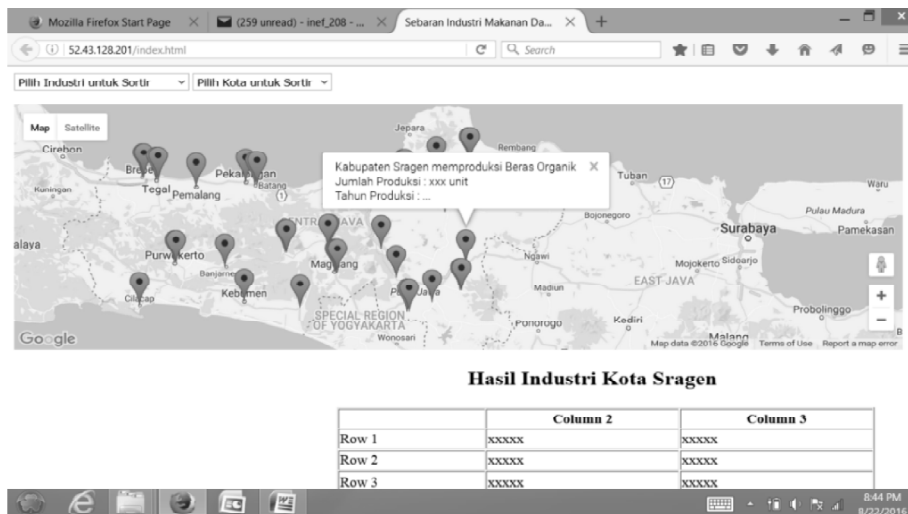 Mozilla Firefox Start Page
(259 unread) - inef_208 - ...
Sebaran Industri Makanan Da...
52.43.128.201/index.html
Search
Pilih Industri untuk Sortir
Pilih Kota untuk Sortir
Map
Satellite
Jepara
Cirebon
Rembang
Tuban
Kabupaten Sragen memproduksi Beras Organik
Jumlah Produksi : xxx unit
Tahun Produksi : ...
Kuningan
Tegal
Pemalang
Batang
(1)
(17)
Waru
Pulau Madura
Bojonegoro
Surabaya
Pamekasan
alaya
Purwokerto
Magelang
Ngawi
Mojokerto
Sidoarjo
EAST JAVA
Cilacap
Kebumen
Madiun
Probolinggo
SPECIAL REGION
OF YOGYAKARTA
Ponorogo
Kediri
Wonosari
Malang
Google
Map data ©2016 Google
Terms of Use
Report a map error
Hasil Industri Kota Sragen
Column 2 Column 3
Row 1 xxxxx xxxxx
Row 2 xxxxx xxxxx
Row 3 xxxxx xxxxx
8:44 PM
8/22/2016